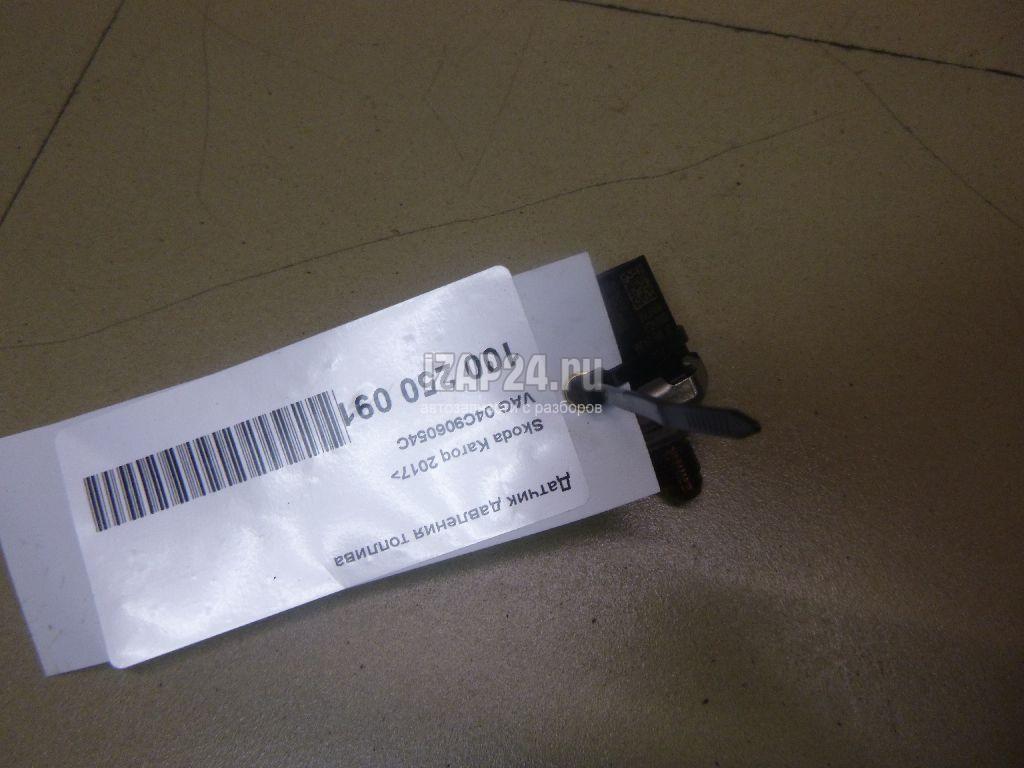 Датчик давления топлива
Skoda Karoq 2017>
VAG 04C906054C
100 250 091
iZAP24.ru
автозапчасти с разборов